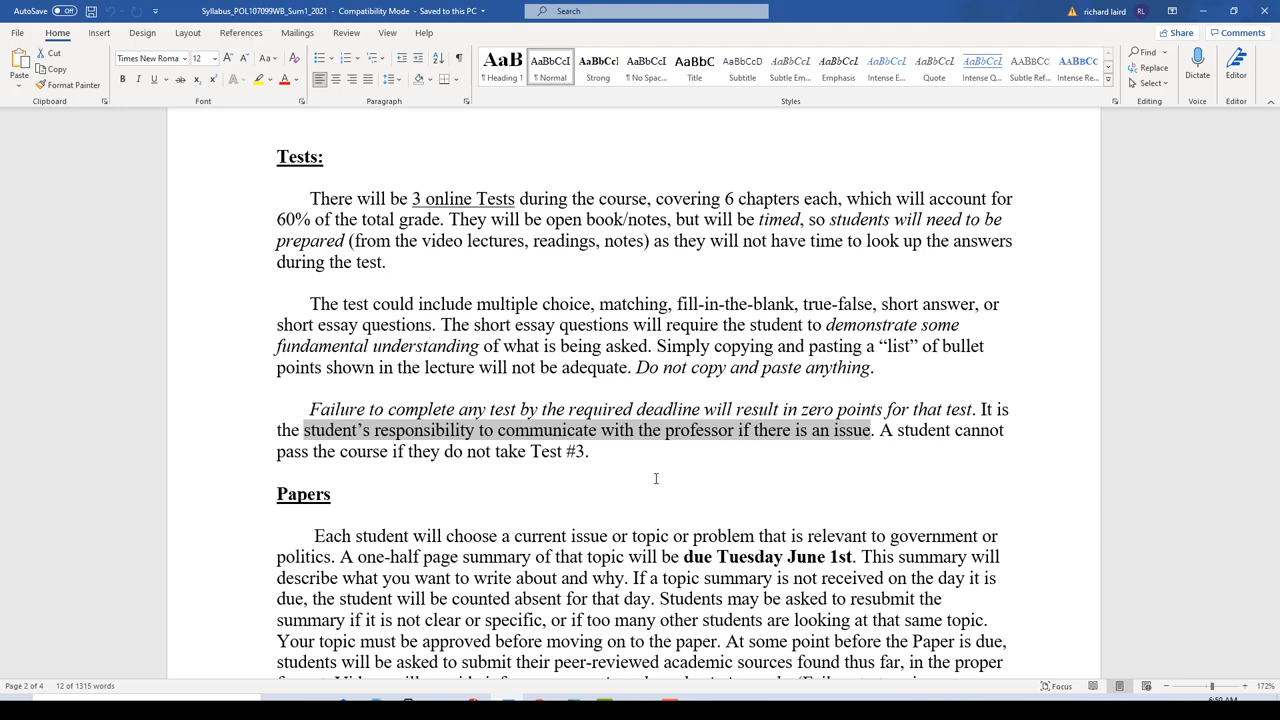 AutoSave Off Syllabus_POL107099WB_Sum1_2021 - Compatibility Mode - Saved to this PC Search richard laird RL
File Home Insert Design Layout References Mailings Review View Help Share Comments
Paste Cut Copy Format Painter Clipboard
Times New Roma 12 Font
Paragraph
AaB ¶ Heading 1 AaBbCcI ¶ Normal AaBbCcI Strong AaBbCcI ¶ No Spac... AaBbC Title AaBbCcI Subtitle AaBbCcI Subtle Em... AaBbCcI Emphasis AaBbCcI Intense E... AaBbCcI Quote AaBbCcI Intense Q... AaBbCc Subtle Ref... AaBbCc Intense Re... Styles
Find Replace Select Editing
Dictate Voice
Editor Editor
Tests:
There will be 3 online Tests during the course, covering 6 chapters each, which will account for
60% of the total grade. They will be open book/notes, but will be timed, so students will need to be
prepared (from the video lectures, readings, notes) as they will not have time to look up the answers
during the test.
The test could include multiple choice, matching, fill-in-the-blank, true-false, short answer, or
short essay questions. The short essay questions will require the student to demonstrate some
fundamental understanding of what is being asked. Simply copying and pasting a “list” of bullet
points shown in the lecture will not be adequate. Do not copy and paste anything.
Failure to complete any test by the required deadline will result in zero points for that test. It is
the student’s responsibility to communicate with the professor if there is an issue. A student cannot
pass the course if they do not take Test #3.
Papers
Each student will choose a current issue or topic or problem that is relevant to government or
politics. A one-half page summary of that topic will be due Tuesday June 1st. This summary will
describe what you want to write about and why. If a topic summary is not received on the day it is
due, the student will be counted absent for that day. Students may be asked to resubmit the
summary if it is not clear or specific, or if too many other students are looking at that same topic.
Your topic must be approved before moving on to the paper. At some point before the Paper is due,
students will be asked to submit their peer-reviewed academic sources found thus far, in the proper
Page 2 of 4 12 of 1315 words Focus 172%